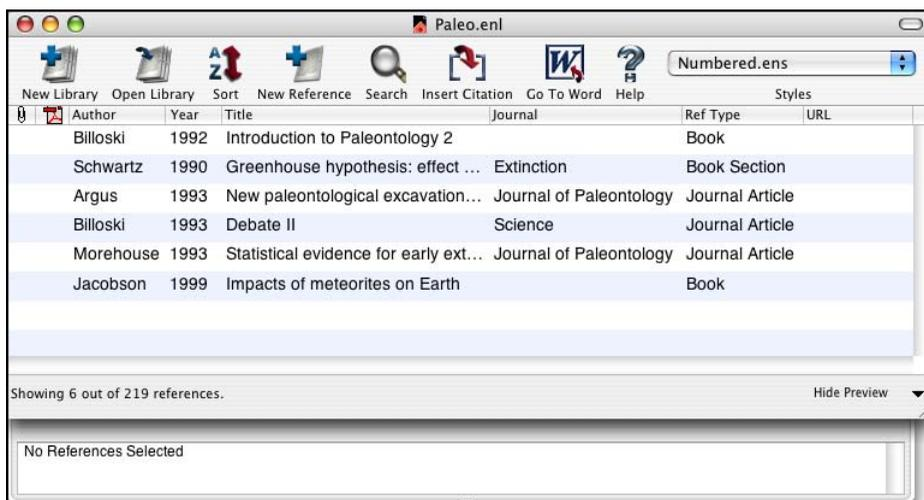 Paleo.enl
New Library Open Library Sort New Reference Search Insert Citation Go To Word Help Numbered.ens Styles
Author Year Title Journal Ref Type URL
Billoski 1992 Introduction to Paleontology 2 Book
Schwartz 1990 Greenhouse hypothesis: effect ... Extinction Book Section
Argus 1993 New paleontological excavation... Journal of Paleontology Journal Article
Billoski 1993 Debate II Science Journal Article
Morehouse 1993 Statistical evidence for early ext... Journal of Paleontology Journal Article
Jacobson 1999 Impacts of meteorites on Earth Book
Showing 6 out of 219 references. Hide Preview
No References Selected